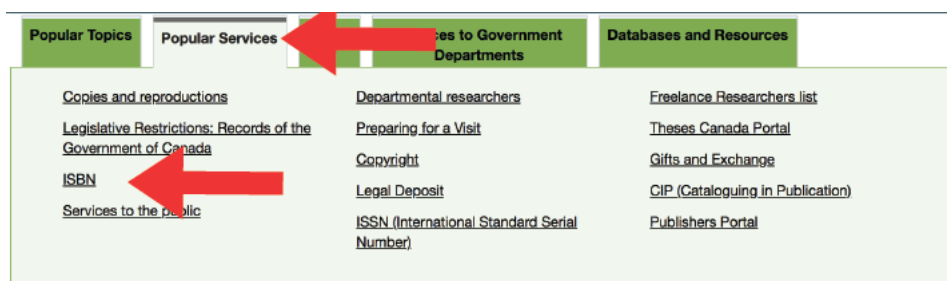 Popular Topics
Popular Services
es to Government
Departments
Databases and Resources
Copies and reproductions
Legislative Restrictions: Records of the
Government of Canada
ISBN
Services to the public
Departmental researchers
Preparing for a Visit
Copyright
Legal Deposit
ISSN (International Standard Serial
Number)
Freelance Researchers list
Theses Canada Portal
Gifts and Exchange
CIP (Cataloguing in Publication)
Publishers Portal